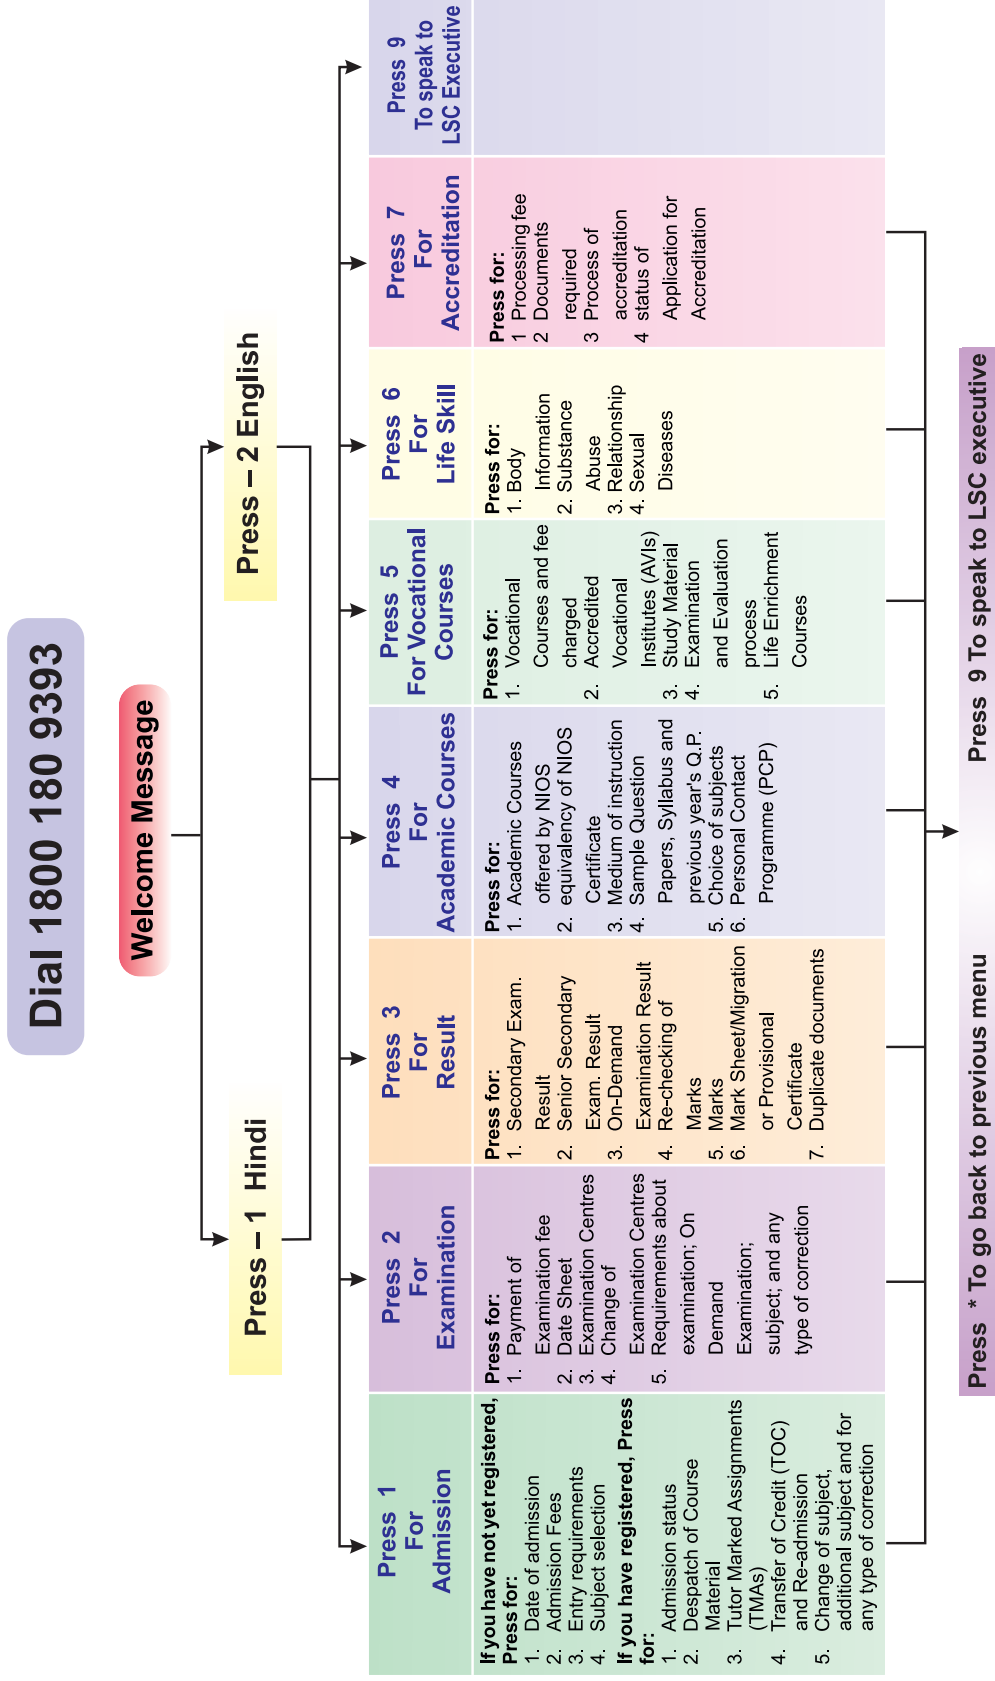 Dial 1800 180 9393
Welcome Message
Press – 1 Hindi
Press – 2 English
Press 1
For
Admission
If you have not yet registered,
Press for:
1. Date of admission
2. Admission Fees
3. Entry requirements
4. Subject selection
If you have registered, Press
for:
1. Admission status
2. Despatch of Course
Material
3. Tutor Marked Assignments
(TMAs)
4. Transfer of Credit (TOC)
and Re-admission
5. Change of subject,
additional subject and for
any type of correction
Press 2
For
Examination
Press for:
1. Payment of
Examination fee
2. Date Sheet
3. Examination Centres
4. Change of
Examination Centres
5. Requirements about
examination; On
Demand
Examination;
subject; and any
type of correction
Press 3
For
Result
Press for:
1. Secondary Exam.
Result
2. Senior Secondary
Exam. Result
3. On-Demand
Examination Result
4. Re-checking of
Marks
5. Marks
6. Mark Sheet/Migration
or Provisional
Certificate
7. Duplicate documents
Press 4
For
Academic Courses
Press for:
1. Academic Courses
offered by NIOS
2. equivalency of NIOS
Certificate
3. Medium of instruction
4. Sample Question
Papers, Syllabus and
previous year's Q.P.
5. Choice of subjects
6. Personal Contact
Programme (PCP)
Press 5
For Vocational
Courses
Press for:
1. Vocational
Courses and fee
charged
2. Accredited
Vocational
Institutes (AVIs)
3. Study Material
4. Examination
and Evaluation
process
5. Life Enrichment
Courses
Press 6
For
Life Skill
Press for:
1. Body
Information
2. Substance
Abuse
3. Relationship
4. Sexual
Diseases
Press 7
For
Accreditation
Press for:
1 Processing fee
2 Documents
required
3 Process of
accreditation
4 status of
Application for
Accreditation
Press 9
To speak to
LSC Executive
Press * To go back to previous menu Press 9 To speak to LSC executive